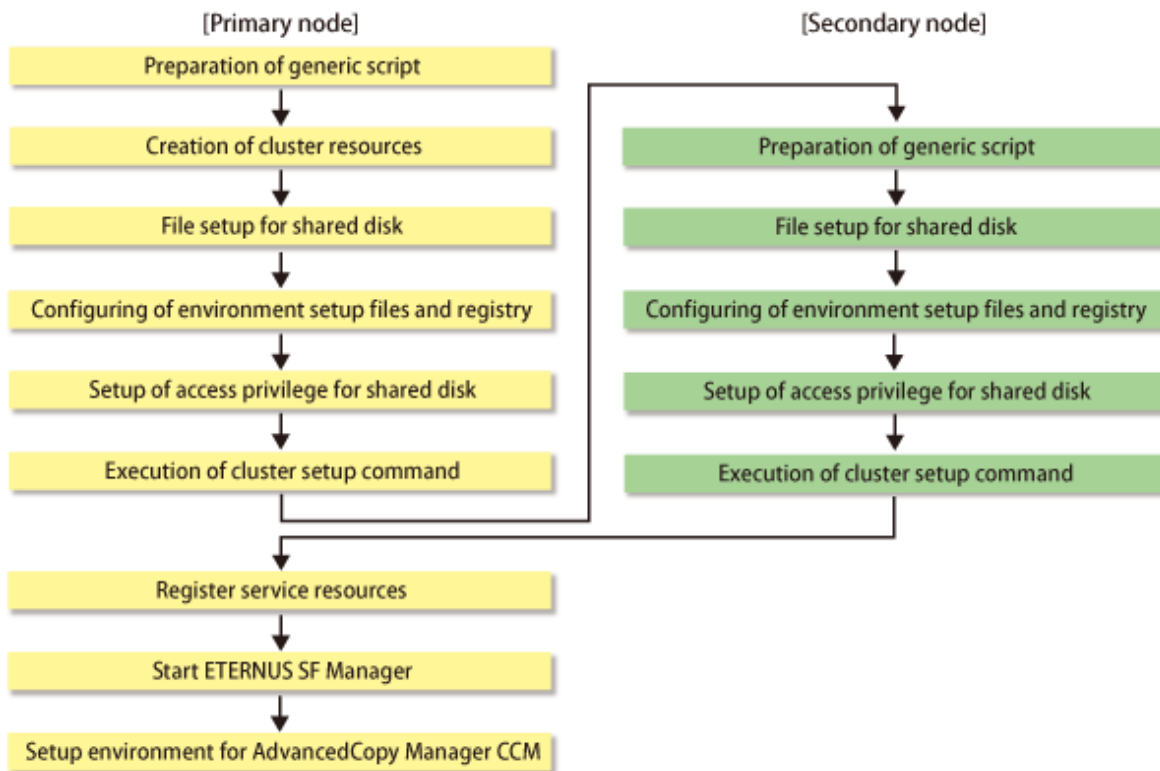 [Primary node]
Preparation of generic script
Creation of cluster resources
File setup for shared disk
Configuring of environment setup files and registry
Setup of access privilege for shared disk
Execution of cluster setup command
[Secondary node]
Preparation of generic script
File setup for shared disk
Configuring of environment setup files and registry
Setup of access privilege for shared disk
Execution of cluster setup command
Register service resources
Start ETERNUS SF Manager
Setup environment for AdvancedCopy Manager CCM